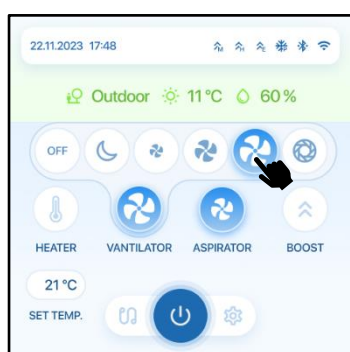 22.11.2023 17:48
Outdoor 11°C 60%
OFF
HEATER VANTILATOR ASPIRATOR BOOST
21°C
SET TEMP.